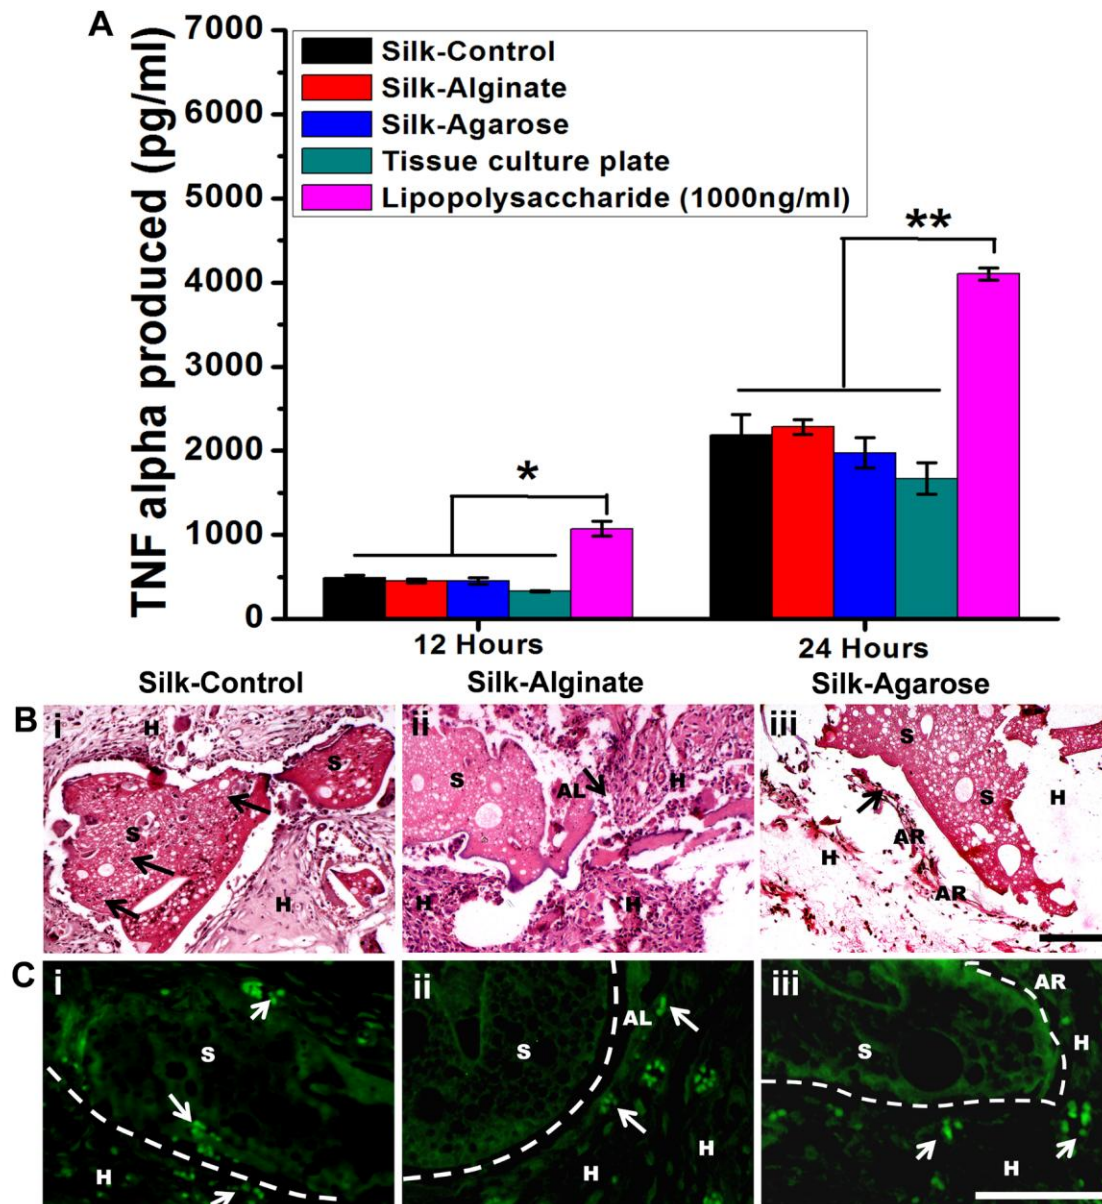 A
TNF alpha produced (pg/ml)
7000
6000
5000
4000
3000
2000
1000
0
Silk-Control
Silk-Alginate
Silk-Agarose
Tissue culture plate
Lipopolysaccharide (1000ng/ml)
*
**
12 Hours
24 Hours
Silk-Control
Silk-Alginate
Silk-Agarose
B
i
H
S
S
H
ii
S
AL
H
H
H
iii
S
S
H
AR
H
AR
C
i
S
H
ii
AL
S
H
H
iii
AR
S
H
H